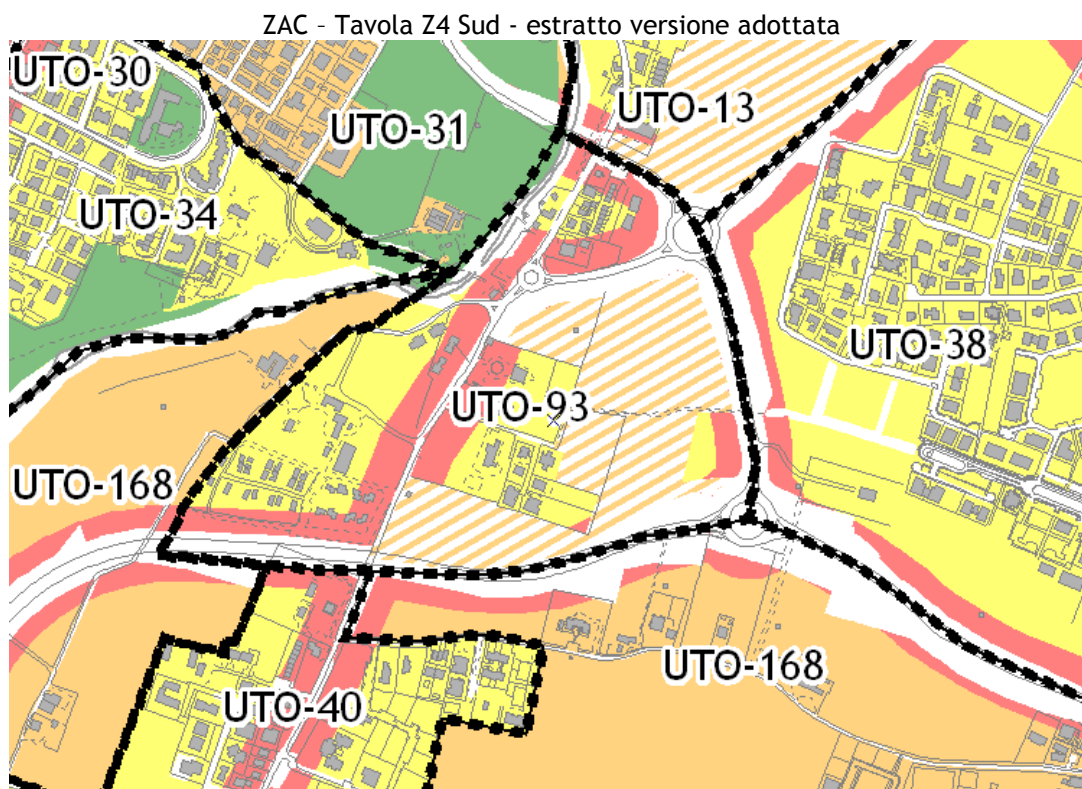 ZAC – Tavola Z4 Sud - estratto versione adottata
UTO-30
UTO-13
UTO-31
UTO-34
UTO-38
UTO-93
UTO-168
UTO-168
UTO-40